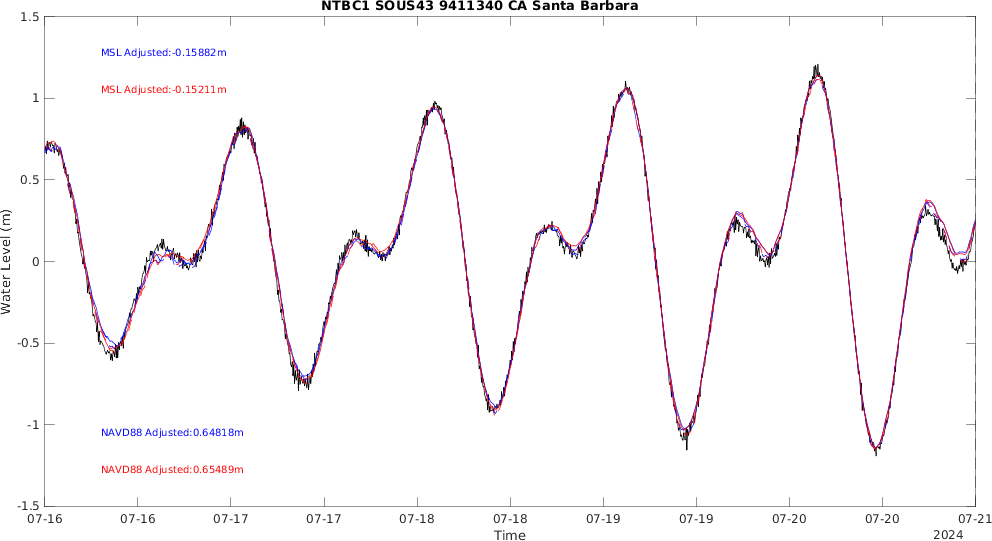 NTBC1 SOUS43 9411340 CA Santa Barbara
1.5
MSL Adjusted:-0.15882m
MSL Adjusted:-0.15211m
1
0.5
0
-0.5
-1
-1.5
Water Level (m)
NAVD88 Adjusted:0.64818m
NAVD88 Adjusted:0.65489m
07-16 07-16 07-17 07-17 07-18 07-18 07-19 07-19 07-20 07-20 07-21
Time
2024